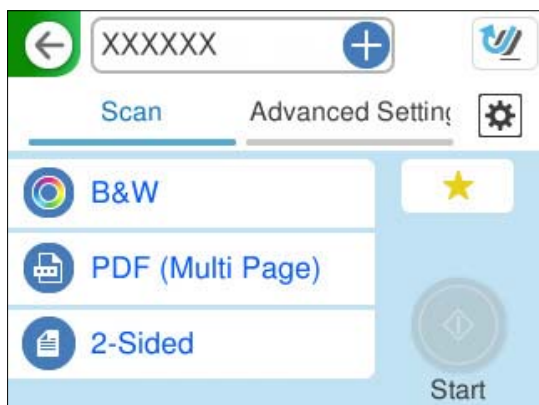 XXXXXX
Scan
Advanced Setting
B&W
PDF (Multi Page)
2-Sided
Start